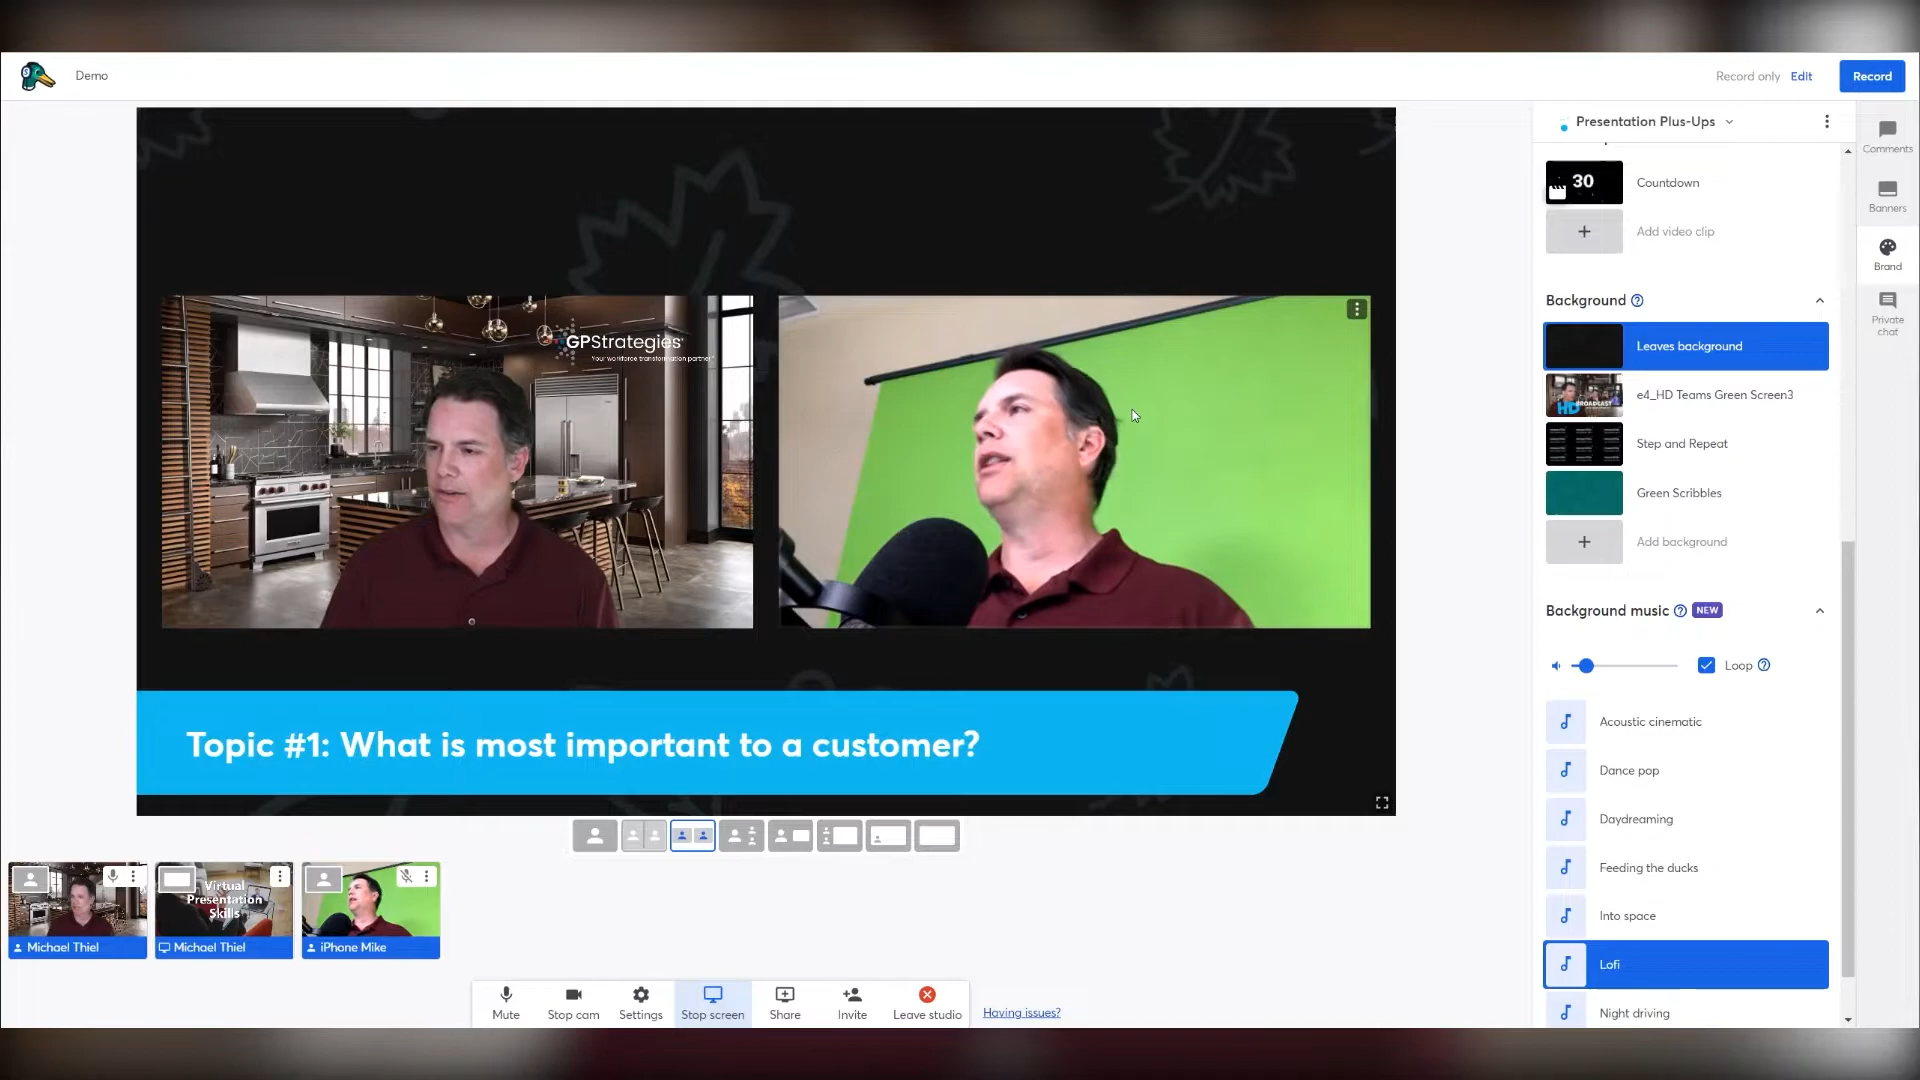 Demo
Record only Edit Record
Presentation Plus-Ups
30 Countdown
Add video clip
Background
Leaves background
e4_HD Teams Green Screen3
Step and Repeat
Green Scribbles
Add background
Background music NEW
Loop
Acoustic cinematic
Dance pop
Daydreaming
Feeding the ducks
Into space
Lofi
Night driving
Comments
Banners
Brand
Private
chat
GPStrategies
Your workforce transformation partner
Topic #1: What is most important to a customer?
Michael Thiel
Virtual
Presentation
Skills
Michael Thiel
iPhone Mike
Mute Stop cam Settings Stop screen Share Invite Leave studio Having issues?